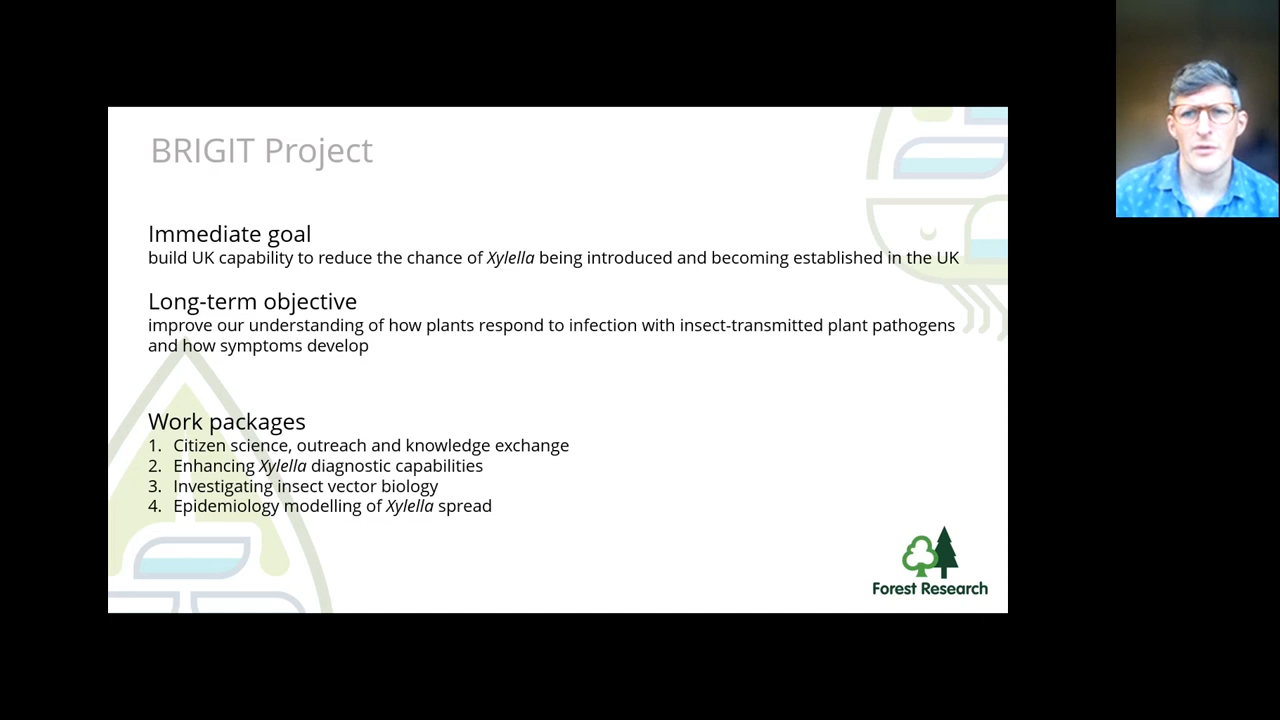 BRIGIT Project
Immediate goal
build UK capability to reduce the chance of Xylella being introduced and becoming established in the UK
Long-term objective
improve our understanding of how plants respond to infection with insect-transmitted plant pathogens
and how symptoms develop
Work packages
1. Citizen science, outreach and knowledge exchange
2. Enhancing Xylella diagnostic capabilities
3. Investigating insect vector biology
4. Epidemiology modelling of Xylella spread
Forest Research